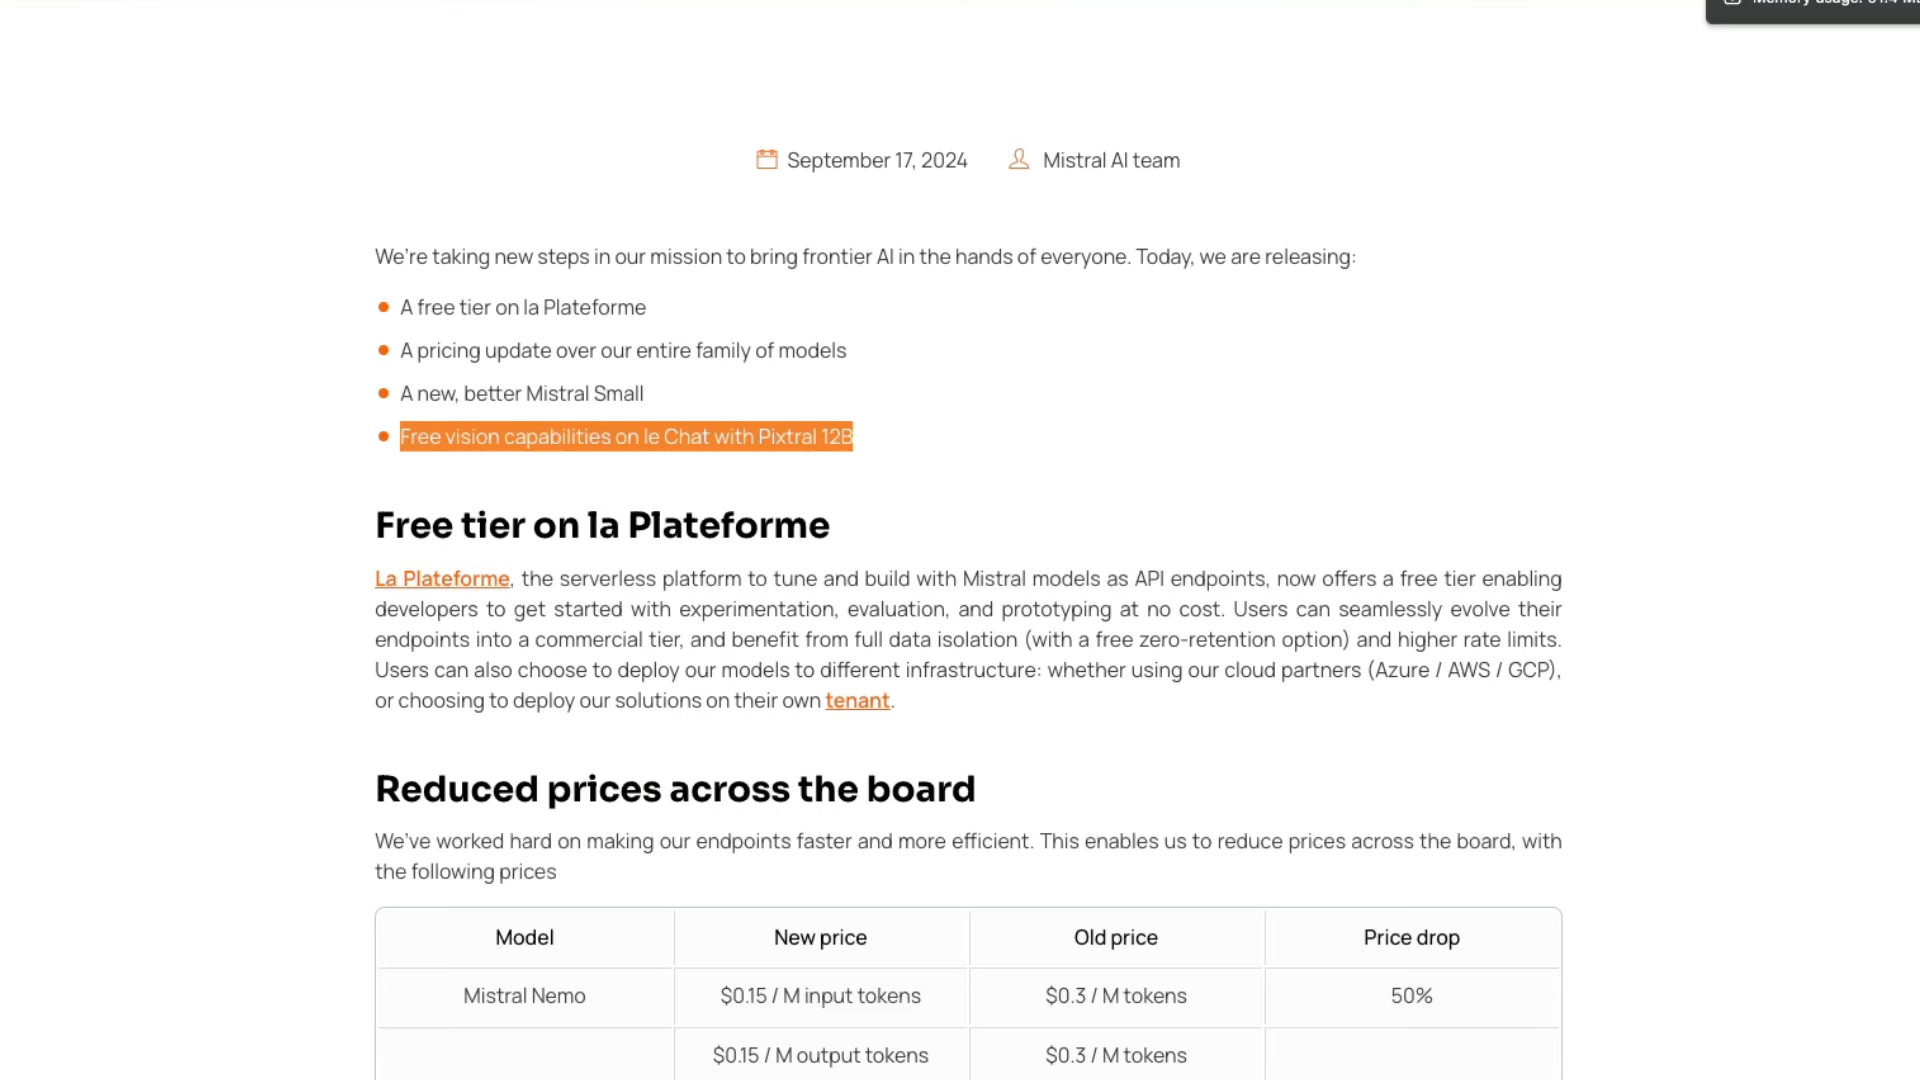 September 17, 2024 Mistral AI team
We're taking new steps in our mission to bring frontier AI in the hands of everyone. Today, we are releasing:
A free tier on la Plateforme
A pricing update over our entire family of models
A new, better Mistral Small
Free vision capabilities on le Chat with Pixtral 12B
Free tier on la Plateforme
La Plateforme, the serverless platform to tune and build with Mistral models as API endpoints, now offers a free tier enabling
developers to get started with experimentation, evaluation, and prototyping at no cost. Users can seamlessly evolve their
endpoints into a commercial tier, and benefit from full data isolation (with a free zero-retention option) and higher rate limits.
Users can also choose to deploy our models to different infrastructure: whether using our cloud partners (Azure / AWS / GCP),
or choosing to deploy our solutions on their own tenant.
Reduced prices across the board
We've worked hard on making our endpoints faster and more efficient. This enables us to reduce prices across the board, with
the following prices
Model New price Old price Price drop
Mistral Nemo $0.15 / M input tokens $0.3 / M tokens 50%
$0.15 / M output tokens $0.3 / M tokens